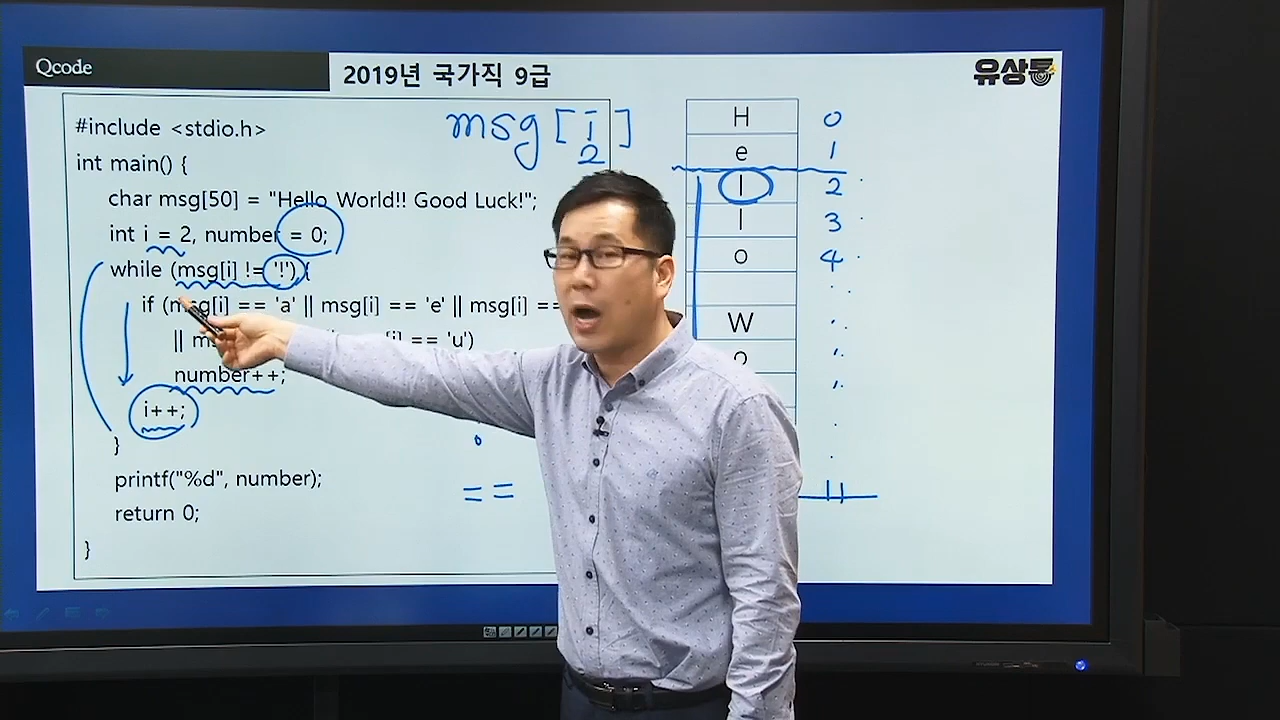 Qcode
2019년 국가직 9급
유상통
#include <stdio.h>
int main() {
char msg[50] = "Hello World!! Good Luck!";
int i = 2, number = 0;
while (msg[i] != '!') {
if (msg[i] == 'a' || msg[i] == 'e' || msg[i] ==
|| == 'u')
number++;
i++;
}
printf("%d", number);
return 0;
}
msg[i]
2
==
H 0
e 1
l 2
l 3
o 4
W
o
11